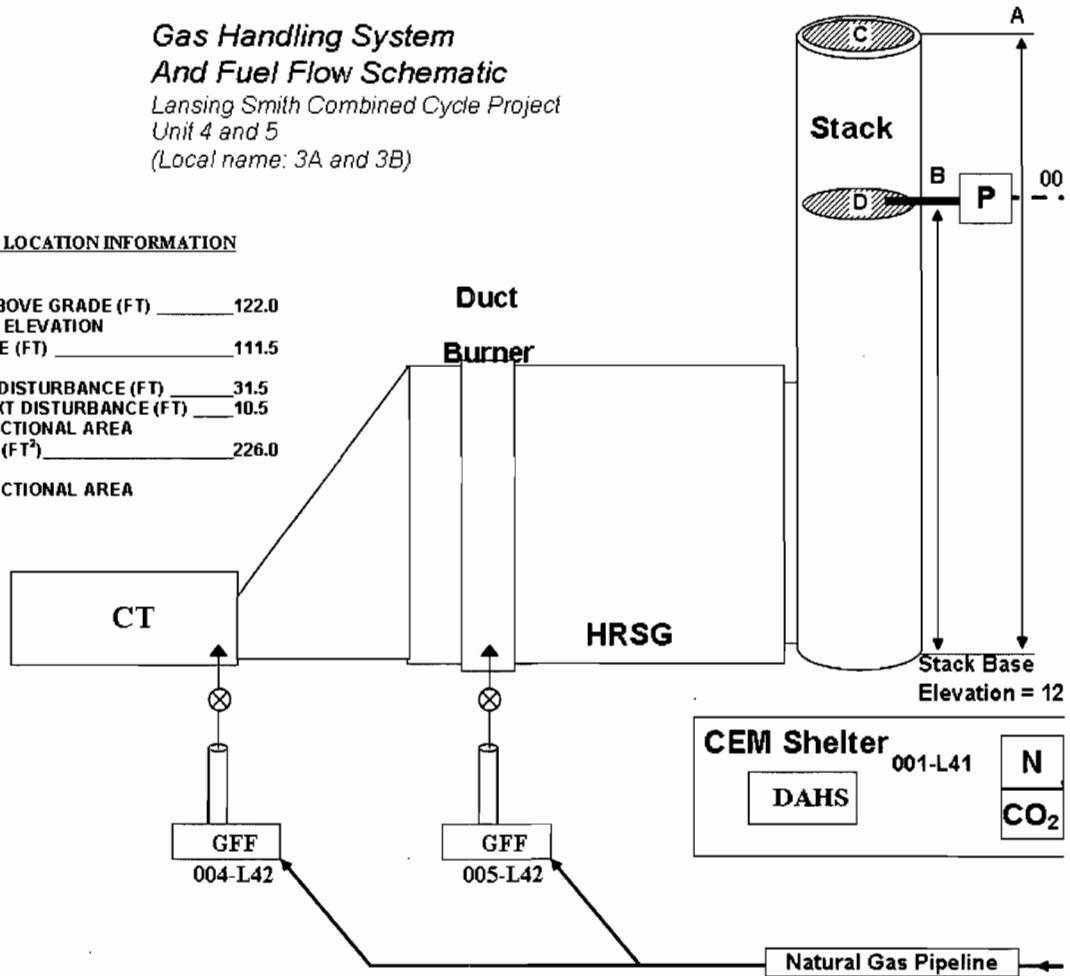 Gas Handling System
And Fuel Flow Schematic
Lansing Smith Combined Cycle Project
Unit 4 and 5
(Local name: 3A and 3B)
A
C
Stack
B
P
00
D
LOCATION INFORMATION
BOVE GRADE (FT) 122.0
ELEVATION
E (FT) 111.5
DISTURBANCE (FT) 31.5
XT DISTURBANCE (FT) 10.5
CTIONAL AREA
(FT²) 226.0
CTIONAL AREA
Duct
Burner
CT
HRSG
Stack Base
Elevation = 12
CEM Shelter 001-L41
DAHS
N
CO₂
GFF
004-L42
GFF
005-L42
Natural Gas Pipeline